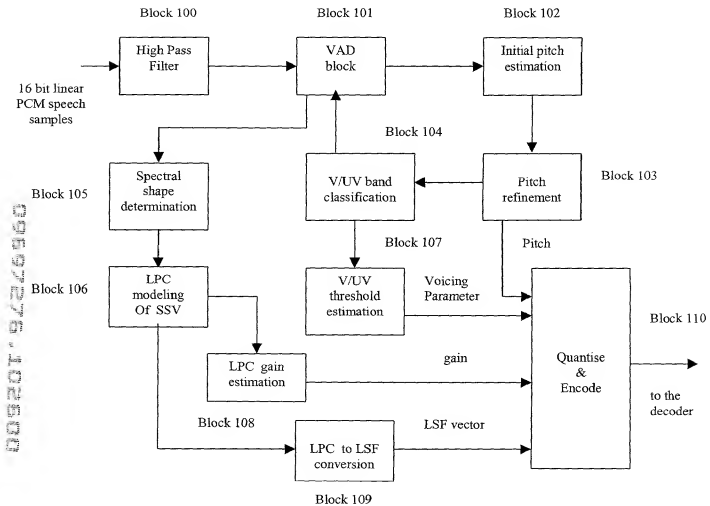 Block 100
Block 101
Block 102
High Pass
Filter
VAD
block
Initial pitch
estimation
16 bit linear
PCM speech
samples
Block 104
Block 105
Spectral
shape
determination
V/UV band
classification
Pitch
refinement
Block 103
Block 107
Pitch
Block 106
LPC
modeling
Of SSV
V/UV
threshold
estimation
Voicing
Parameter
Block 110
LPC gain
estimation
gain
Quantise
&
Encode
to the
decoder
Block 108
LPC to LSF
conversion
LSF vector
Block 109